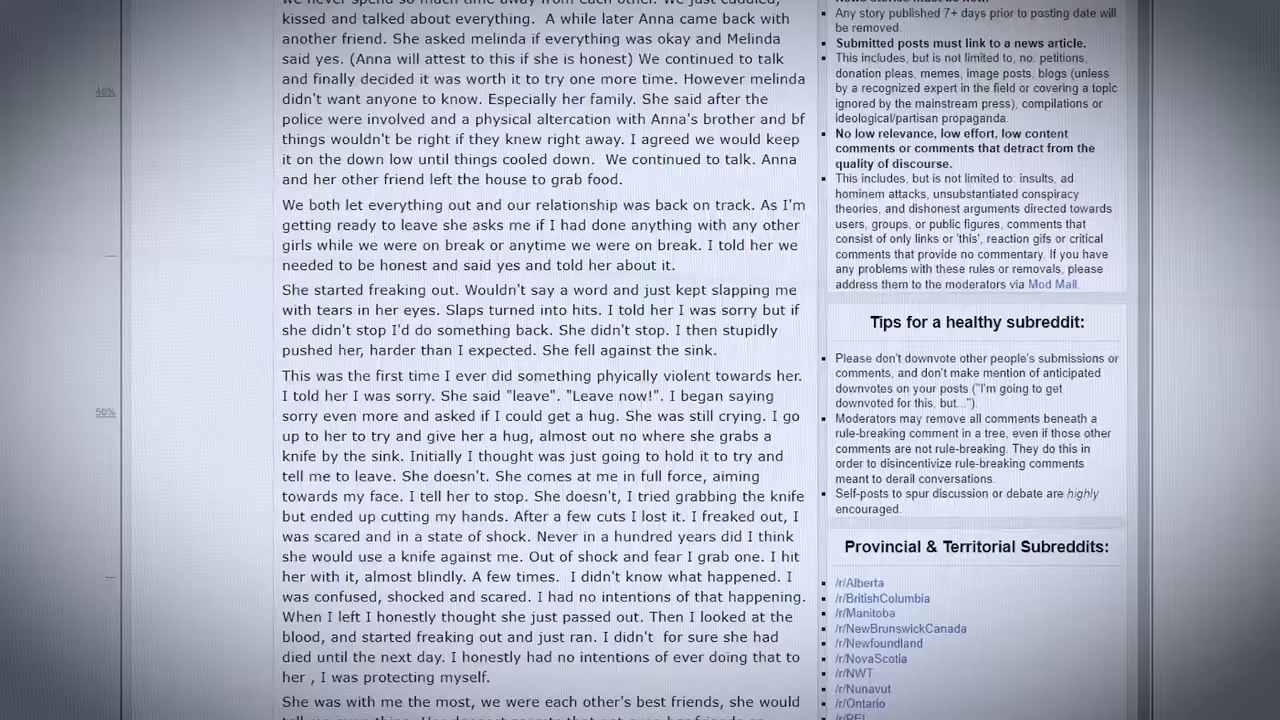 we never spend so much time away from each other. We just cuddled,
kissed and talked about everything.  A while later Anna came back with
another friend. She asked melinda if everything was okay and Melinda
said yes. (Anna will attest to this if she is honest) We continued to talk
and finally decided it was worth it to try one more time. However melinda
didn't want anyone to know. Especially her family. She said after the
police were involved and a physical altercation with Anna's brother and bf
things wouldn't be right if they knew right away. I agreed we would keep
it on the down low until things cooled down.  We continued to talk. Anna
and her other friend left the house to grab food.
We both let everything out and our relationship was back on track. As I'm
getting ready to leave she asks me if I had done anything with any other
girls while we were on break or anytime we were on break. I told her we
needed to be honest and said yes and told her about it.
She started freaking out. Wouldn't say a word and just kept slapping me
with tears in her eyes. Slaps turned into hits. I told her I was sorry but if
she didn't stop I'd do something back. She didn't stop. I then stupidly
pushed her, harder than I expected. She fell against the sink.
This was the first time I ever did something phyically violent towards her.
I told her I was sorry. She said "leave". "Leave now!". I began saying
sorry even more and asked if I could get a hug. She was still crying. I go
up to her to try and give her a hug, almost out no where she grabs a
knife by the sink. Initially I thought was just going to hold it to try and
tell me to leave. She doesn't. She comes at me in full force, aiming
towards my face. I tell her to stop. She doesn't, I tried grabbing the knife
but ended up cutting my hands. After a few cuts I lost it. I freaked out, I
was scared and in a state of shock. Never in a hundred years did I think
she would use a knife against me. Out of shock and fear I grab one. I hit
her with it, almost blindly. A few times.  I didn't know what happened. I
was confused, shocked and scared. I had no intentions of that happening.
When I left I honestly thought she just passed out. Then I looked at the
blood, and started freaking out and just ran. I didn't  for sure she had
died until the next day. I honestly had no intentions of ever doing that to
her , I was protecting myself.
She was with me the most, we were each other's best friends, she would
40%
50%
News stories must be new.
Any story published 7+ days prior to posting date will
be removed.
Submitted posts must link to a news article.
This includes, but is not limited to, no  petitions,
donation pleas, memes, image posts, blogs (unless
by a recognized expert in the field or covering a topic
ignored by the mainstream press), compilations or
ideological/partisan propaganda.
No low relevance, low effort, low content
comments or comments that detract from the
quality of discourse.
This includes, but is not limited to: insults, ad
hominem attacks, unsubstantiated conspiracy
theories, and dishonest arguments directed towards
users, groups, or public figures, comments that
consist of only links or 'this', reaction gifs or critical
comments that provide no commentary. If you have
any problems with these rules or removals, please
address them to the moderators via Mod Mail.
Tips for a healthy subreddit:
Please don't downvote other people's submissions or
comments, and don't make mention of anticipated
downvotes on your posts ("I'm going to get
downvoted for this, but...").
Moderators may remove all comments beneath a
rule-breaking comment in a tree, even if those other
comments are not rule-breaking. They do this in
order to disincentivize rule-breaking comments
meant to derail conversations.
Self-posts to spur discussion or debate are highly
encouraged.
Provincial & Territorial Subreddits:
/r/Alberta
/r/BritishColumbia
/r/Manitoba
/r/NewBrunswickCanada
/r/Newfoundland
/r/NovaScotia
/r/NWT
/r/Nunavut
/r/Ontario
/r/PEI